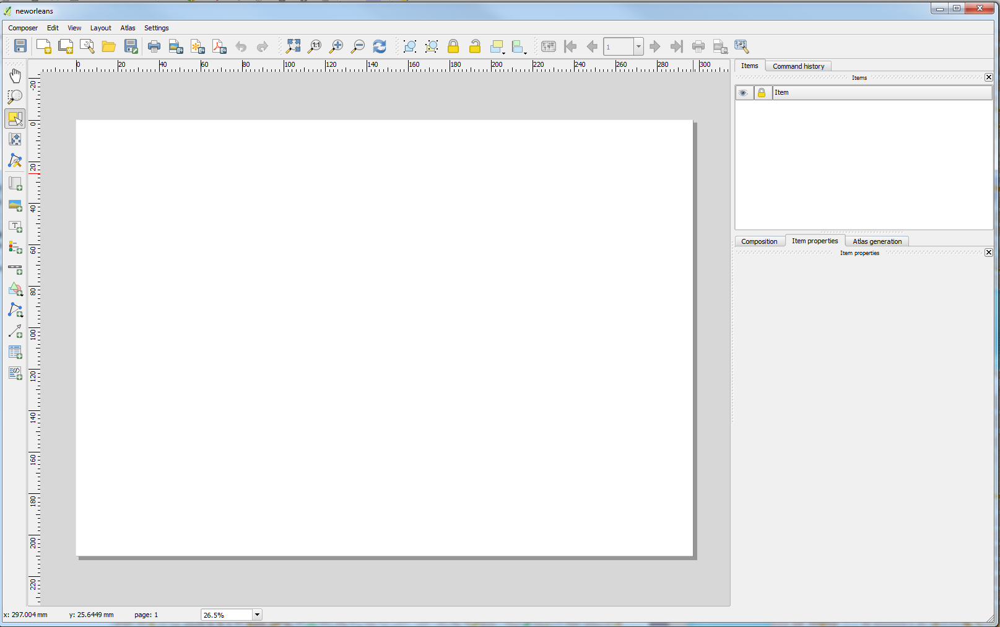 neworleans
Composer Edit View Layout Atlas Settings
1:1 1
0 20 40 60 80 100 120 140 160 180 200 220 240 260 280 300
-20
0
20
40
60
80
100
120
140
160
180
200
220
Items Command history
Items
Item
Composition Item properties Atlas generation
Item properties
T
x: 297.004 mm y: 25.6449 mm page: 1 26.5%